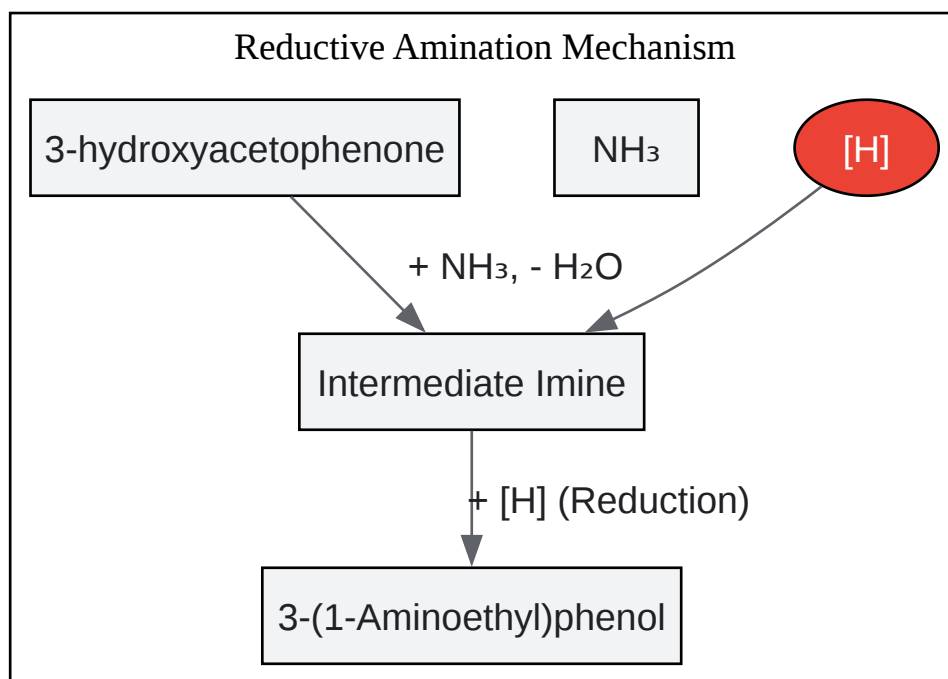 Reductive Amination Mechanism
3-hydroxyacetophenone
NH₃
[H]
+ NH₃, - H₂O
Intermediate Imine
+ [H] (Reduction)
3-(1-Aminoethyl)phenol